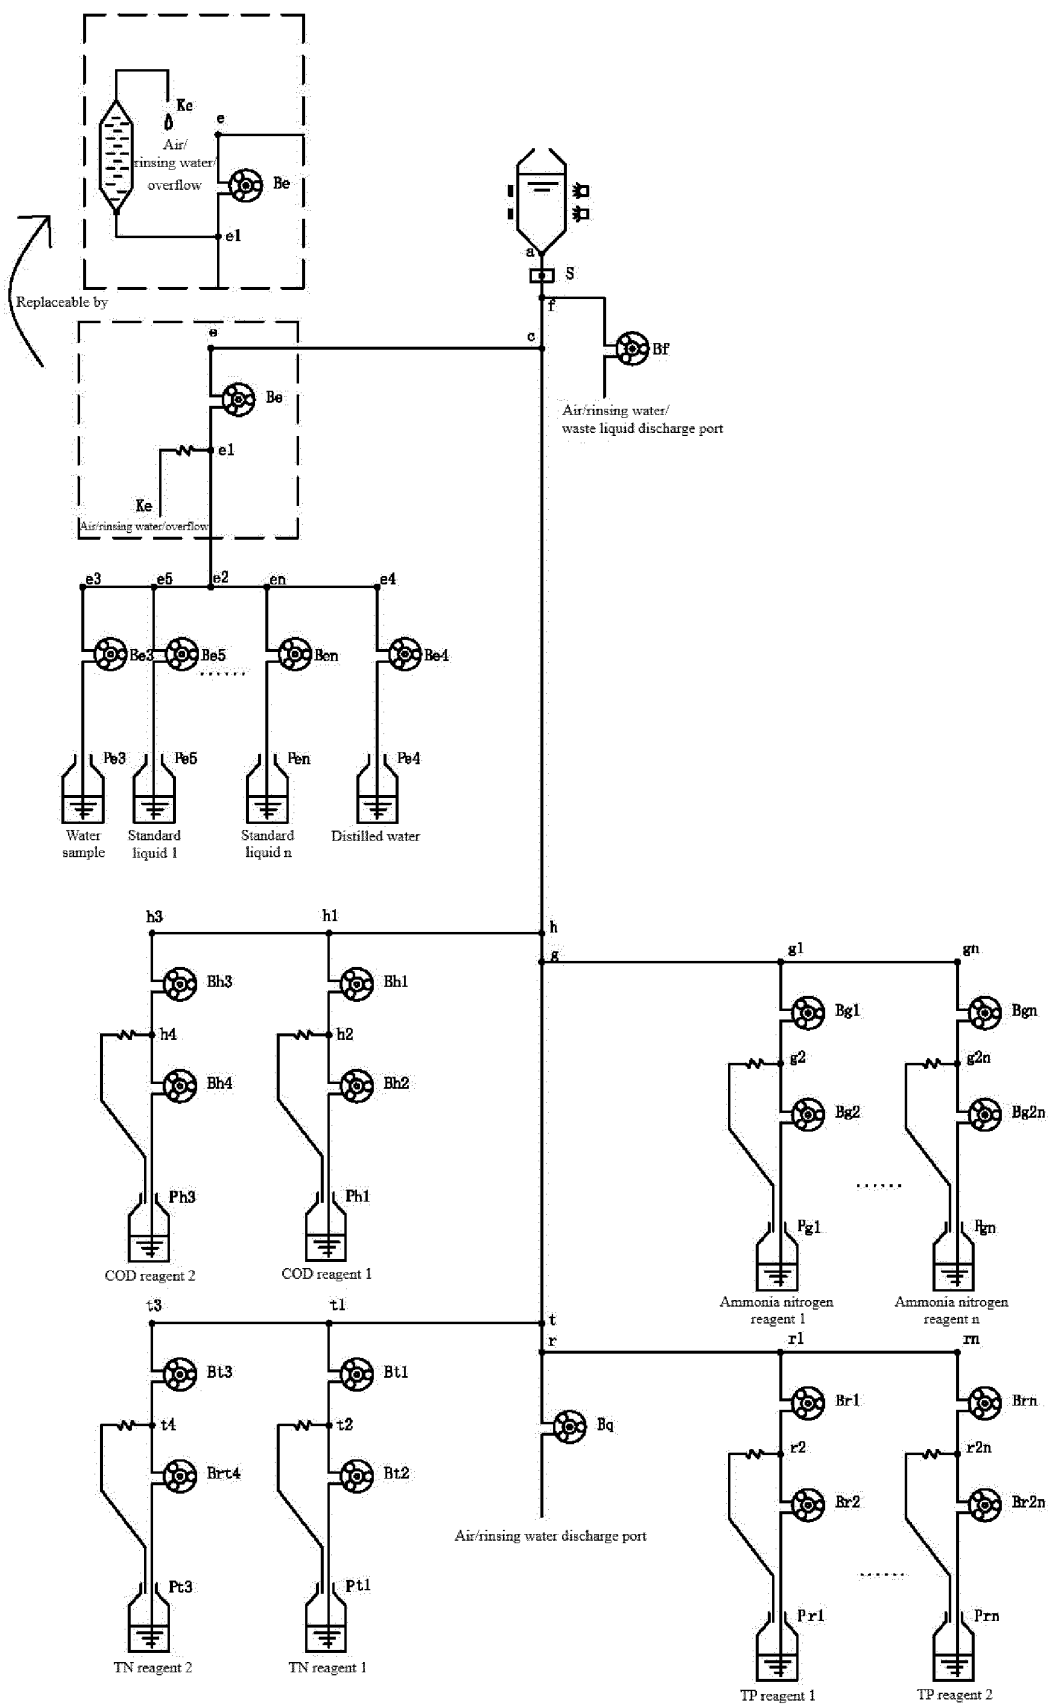 Kc
Air/
rinsing water/
overflow
e
Be
e1
Replaceable by
a
S
f
c
Bf
Air/rinsing water/
waste liquid discharge port
e
Be
e1
Ke
Air/rinsing water/overflow
e3
e5
e2
en
e4
Be3
Be5
......
Ben
Be4
Pe3
Pe5
Pen
Pe4
Water
sample
Standard
liquid 1
Standard
liquid n
Distilled water
h3
h1
h
g
g1
gn
Bh3
Bh1
Bg1
Bgn
h4
h2
g2
g2n
Bh4
Bh2
Bg2
Bg2n
......
Ph3
Ph1
Pg1
Pgn
COD reagent 2
COD reagent 1
Ammonia nitrogen
reagent 1
Ammonia nitrogen
reagent n
t3
t1
t
r
r1
rn
Bt3
Bt1
Br1
Brn
t4
t2
Bq
r2
r2n
Brt4
Bt2
Br2
Br2n
Air/rinsing water discharge port
......
Pt3
Pt1
Pr1
Prn
TN reagent 2
TN reagent 1
TP reagent 1
TP reagent 2